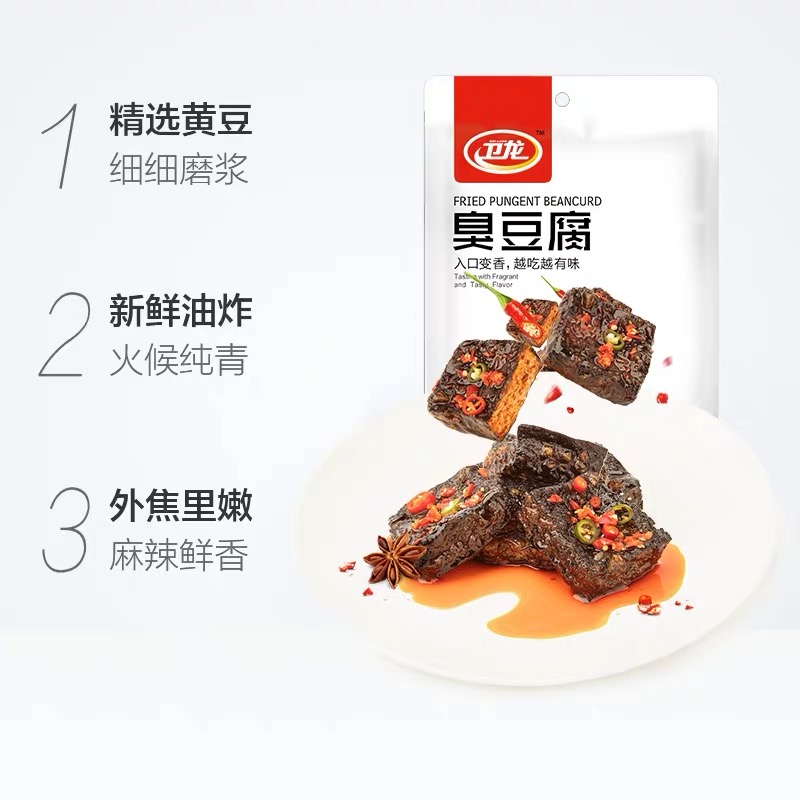 1
精选黄豆
细细磨浆
2
新鲜油炸
火候纯青
3
外焦里嫩
麻辣鲜香
卫龙
TM
FRIED PUNGENT BEANCURD
臭豆腐
入口变香，越吃越有味
and Tasty Flavor